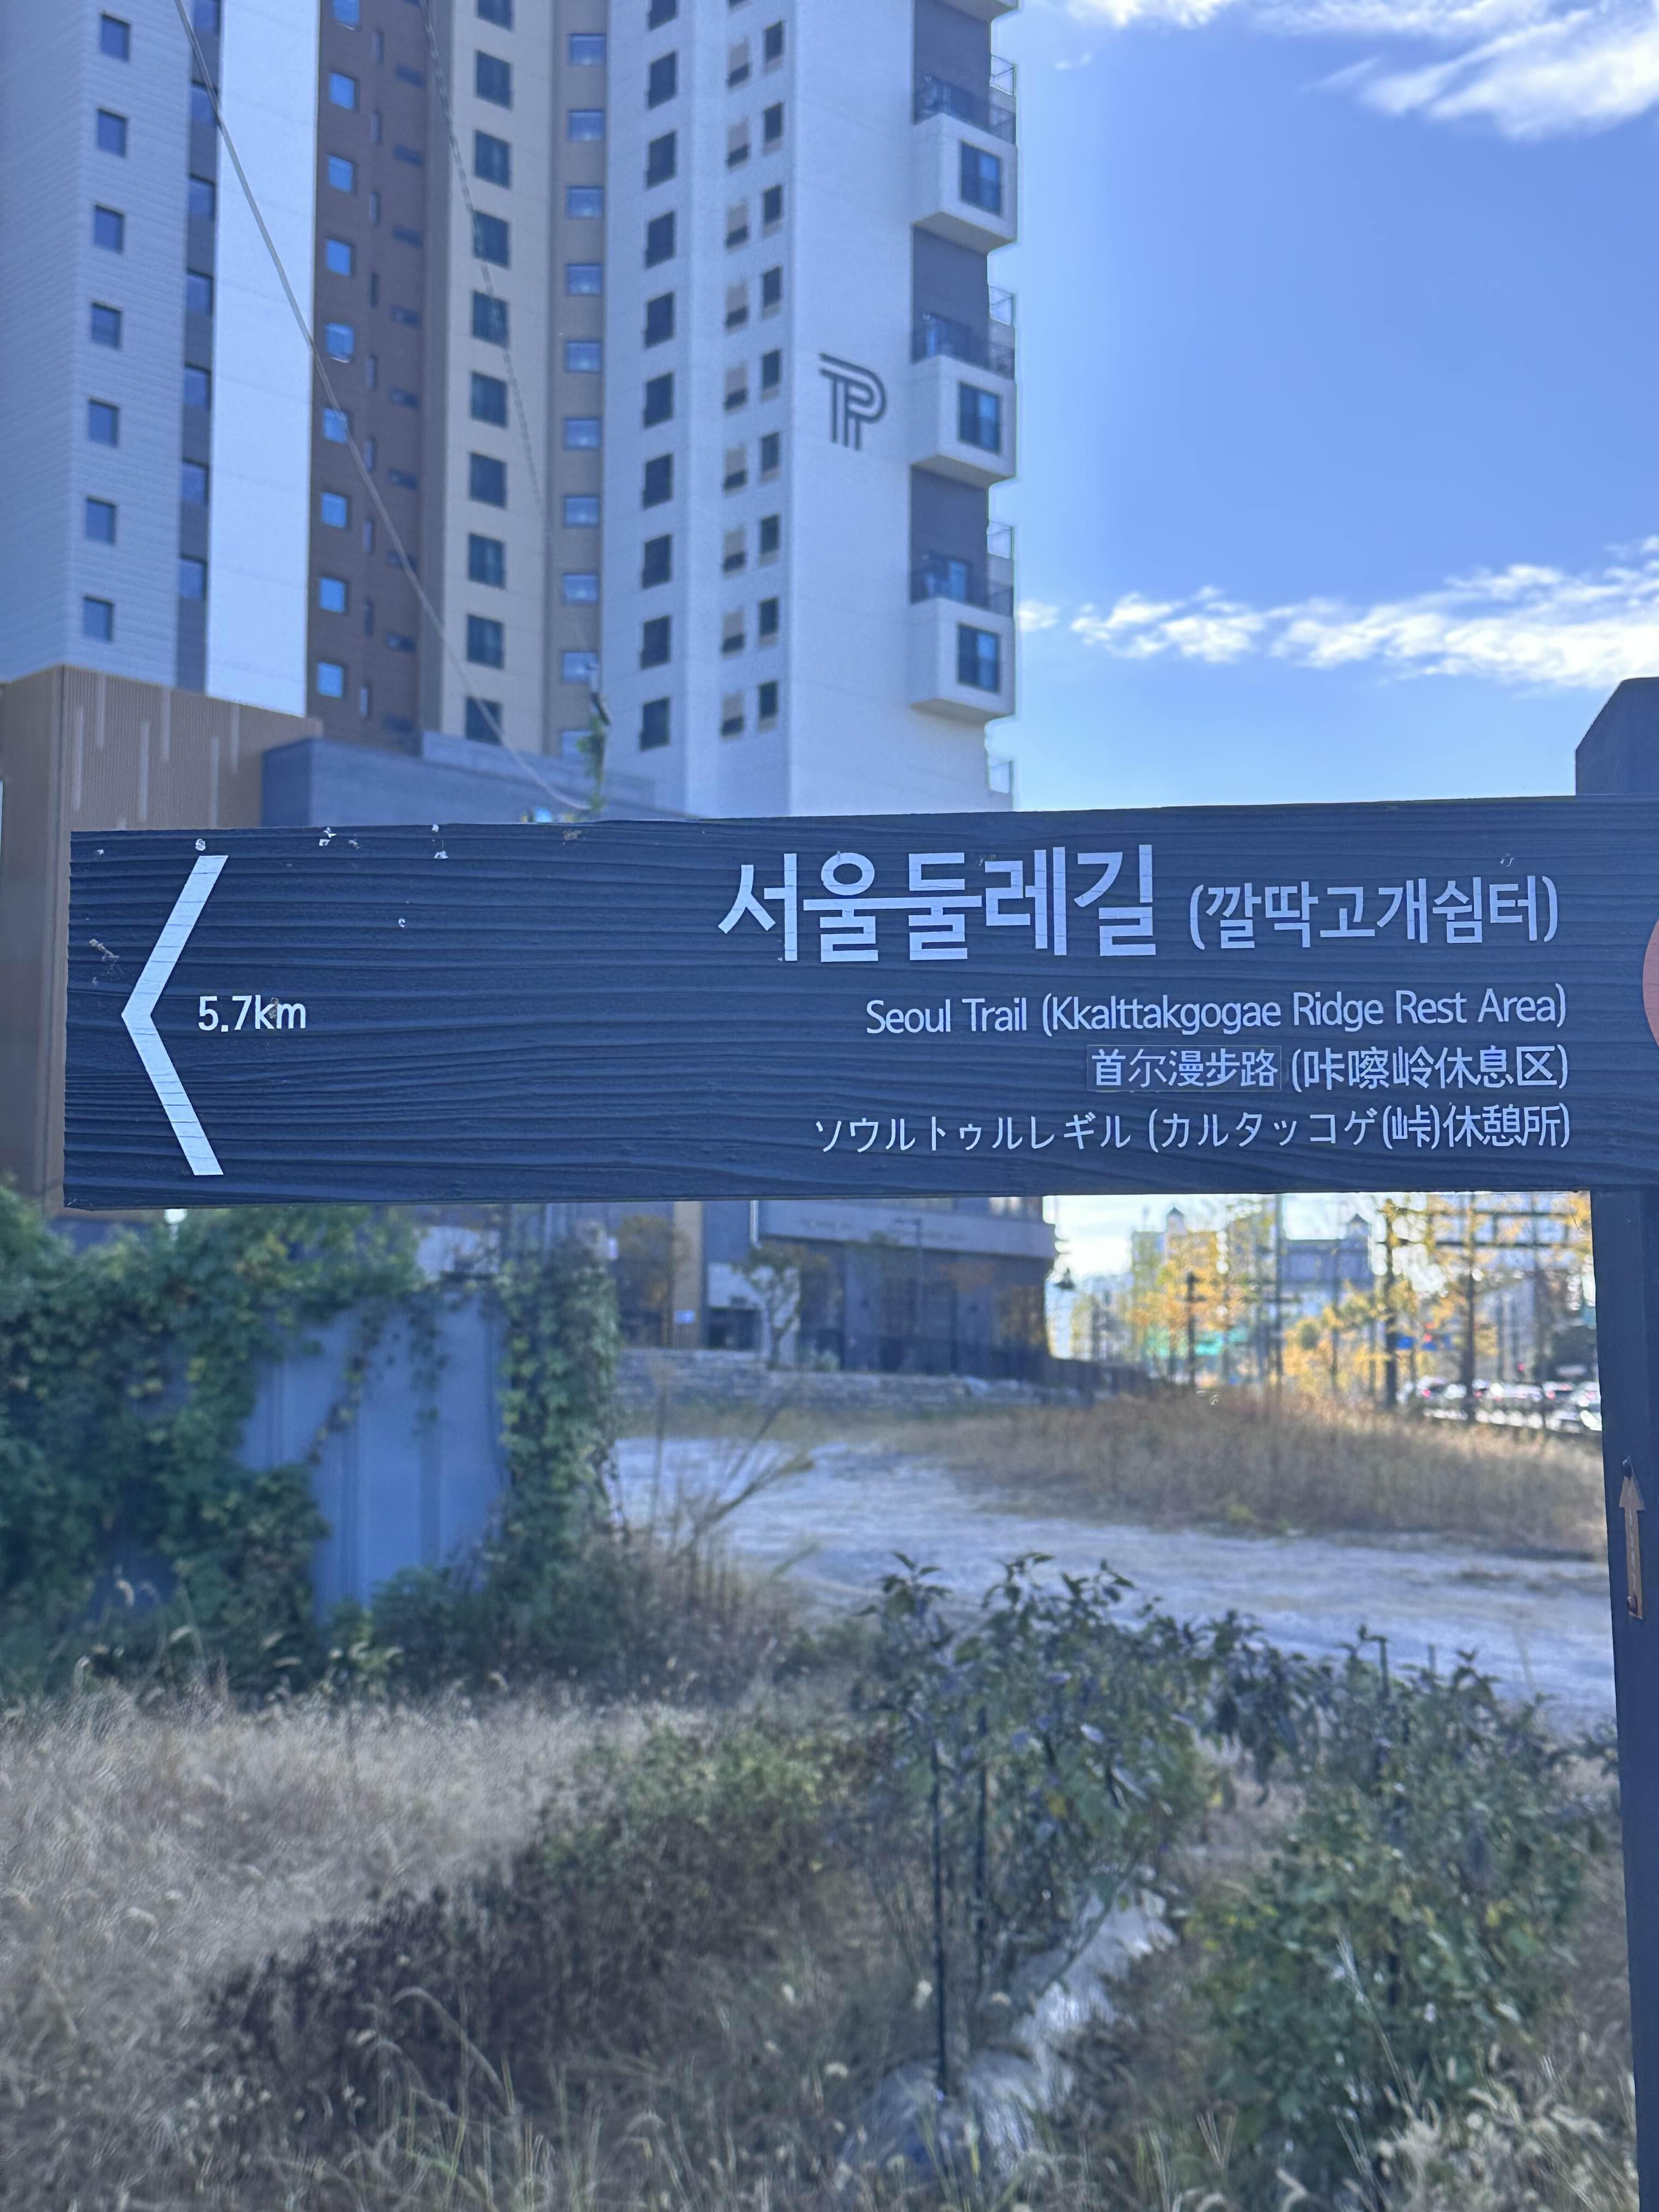 서울둘레길 (깔딱고개쉼터)
5.7km
Seoul Trail (Kkalttakgogae Ridge Rest Area)
首尔漫步路 (咔嚓岭休息区)
ソウルトゥルレギル (カルタッコゲ(峠)休憩所)